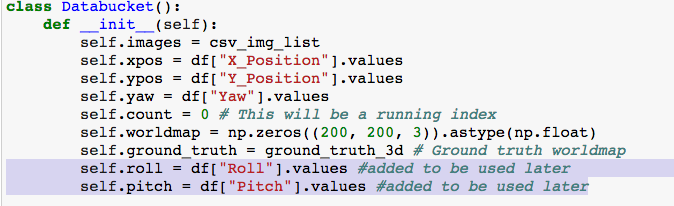 class Databucket():
    def __init__(self):
        self.images = csv_img_list
        self.xpos = df["X_Position"].values
        self.ypos = df["Y_Position"].values
        self.yaw = df["Yaw"].values
        self.count = 0 # This will be a running index
        self.worldmap = np.zeros((200, 200, 3)).astype(np.float)
        self.ground_truth = ground_truth_3d # Ground truth worldmap
        self.roll = df["Roll"].values #added to be used later
        self.pitch = df["Pitch"].values #added to be used later